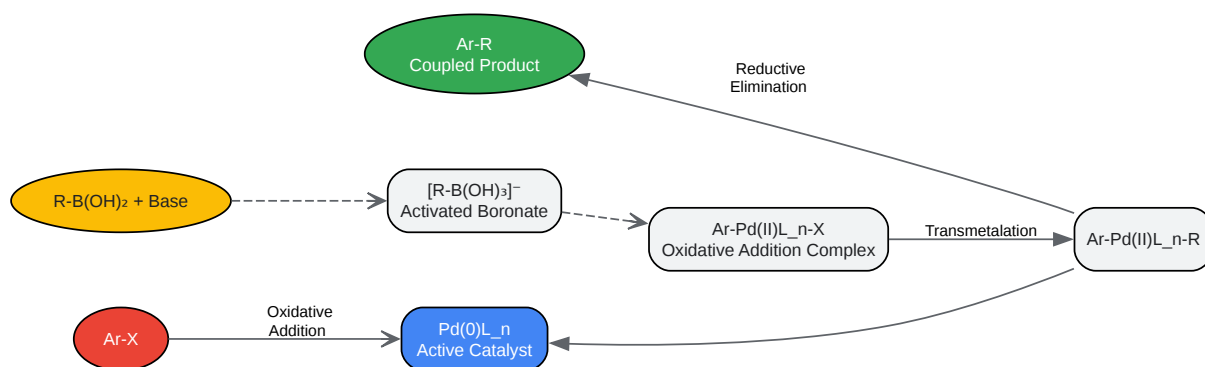 Ar-R
Coupled Product
Reductive
Elimination
R-B(OH)₂ + Base
[R-B(OH)₃]⁻
Activated Boronate
Ar-Pd(II)L_n-X
Oxidative Addition Complex
Transmetalation
Ar-Pd(II)L_n-R
Ar-X
Oxidative
Addition
Pd(0)L_n
Active Catalyst